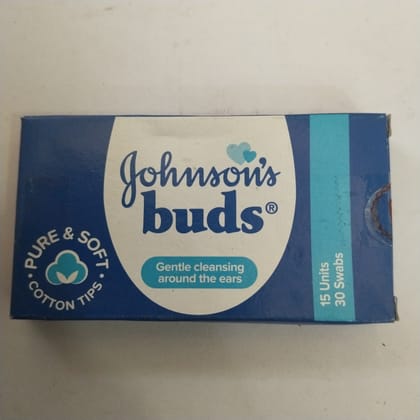 Johnson's
buds®
Gentle cleansing
around the ears
PURE & SOFT
COTTON TIPS
15 Units
30 Swabs